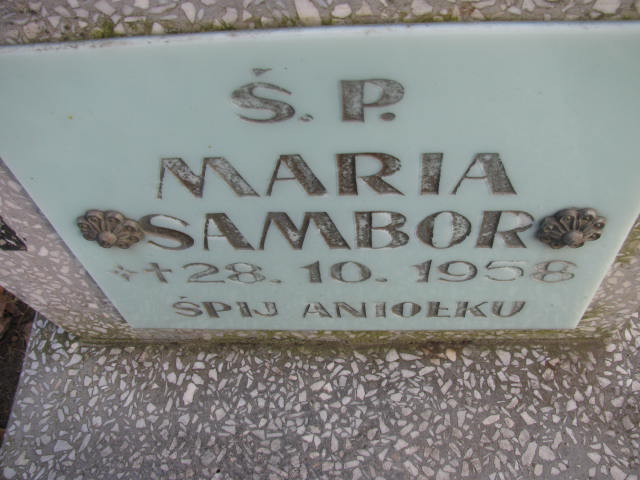 Ś. P.
MARIA
SAMBOR
* + 28. 10. 1958
ŚPIJ ANIOŁKU